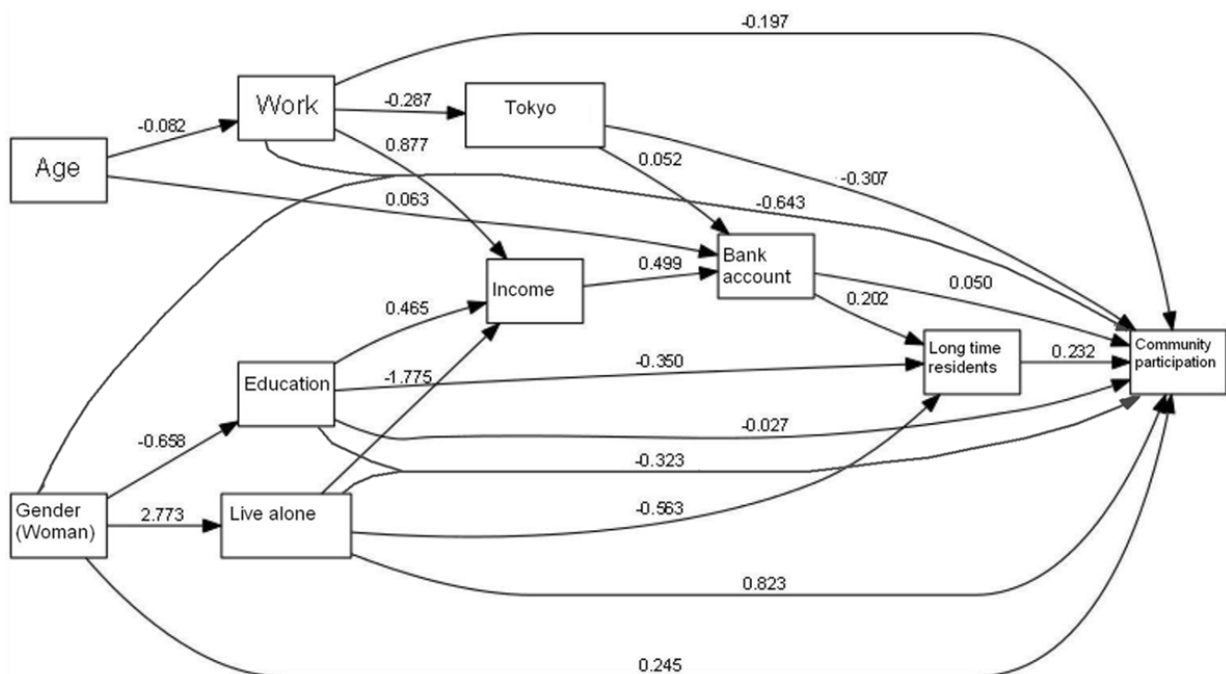 -0.197
Work
-0.287
Tokyo
-0.082
0.877
0.052
Age
-0.307
0.063
-0.643
Bank
account
0.499
0.050
Income
0.202
0.465
Long time
residents
0.232
Community
participation
Education
-1.775
-0.350
-0.658
-0.027
-0.323
Gender
(Woman)
2.773
Live alone
-0.563
0.823
0.245